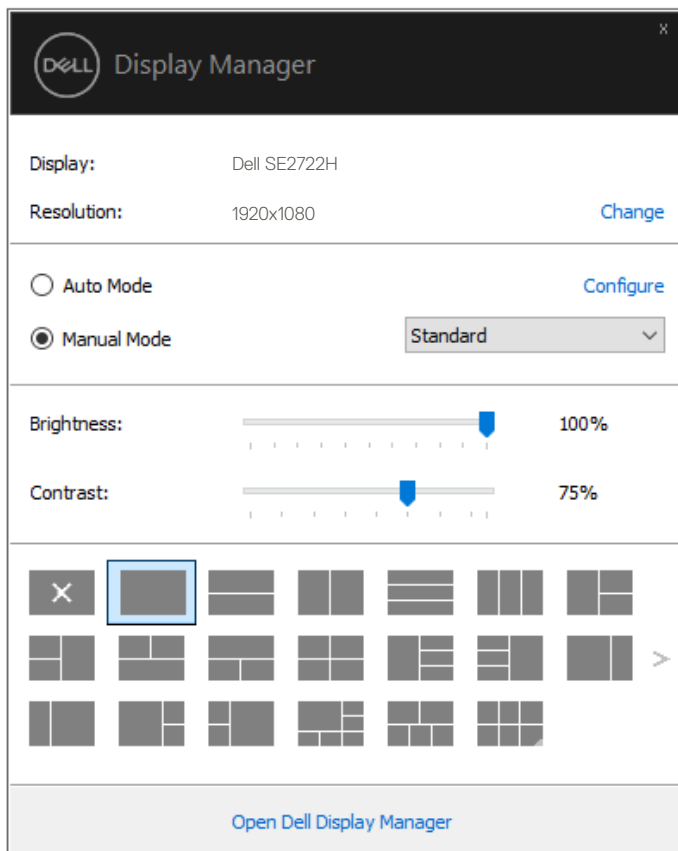 x
DELL Display Manager
Display: Dell SE2722H
Resolution: 1920x1080 Change
Auto Mode Configure
Manual Mode Standard
Brightness: 100%
Contrast: 75%
Open Dell Display Manager